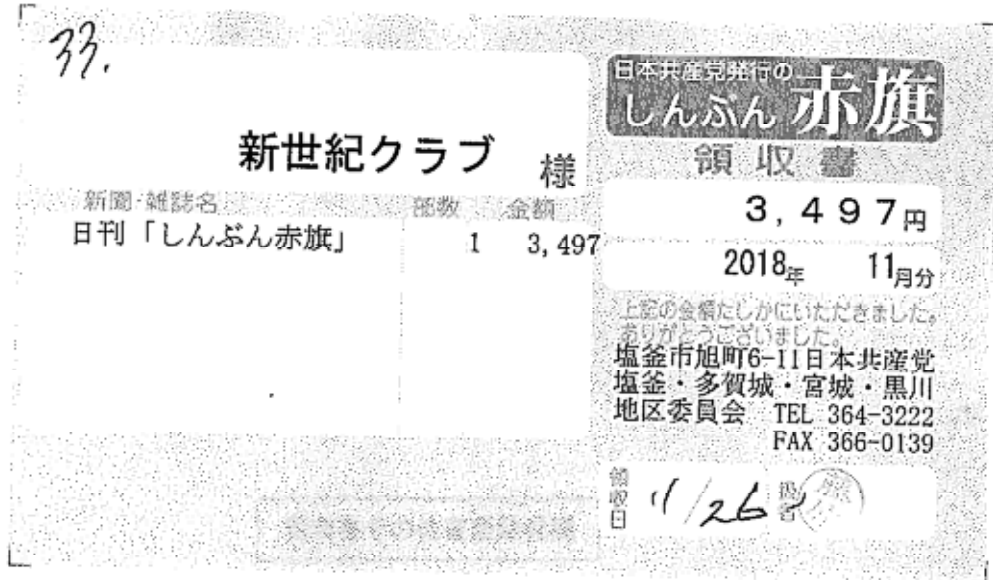 33.
新世紀クラブ 様
新聞・雑誌名 部数 金額
日刊「しんぶん赤旗」 1 3,497
日本共産党発行の
しんぶん 赤旗
領収書
3,497円
2018年 11月分
上記の金額たしかにいただきました。
ありがとうございました。
塩釜市旭町6-11日本共産党
塩釜・多賀城・宮城・黒川
地区委員会 TEL 364-3222
FAX 366-0139
領収日 11/26 扱者